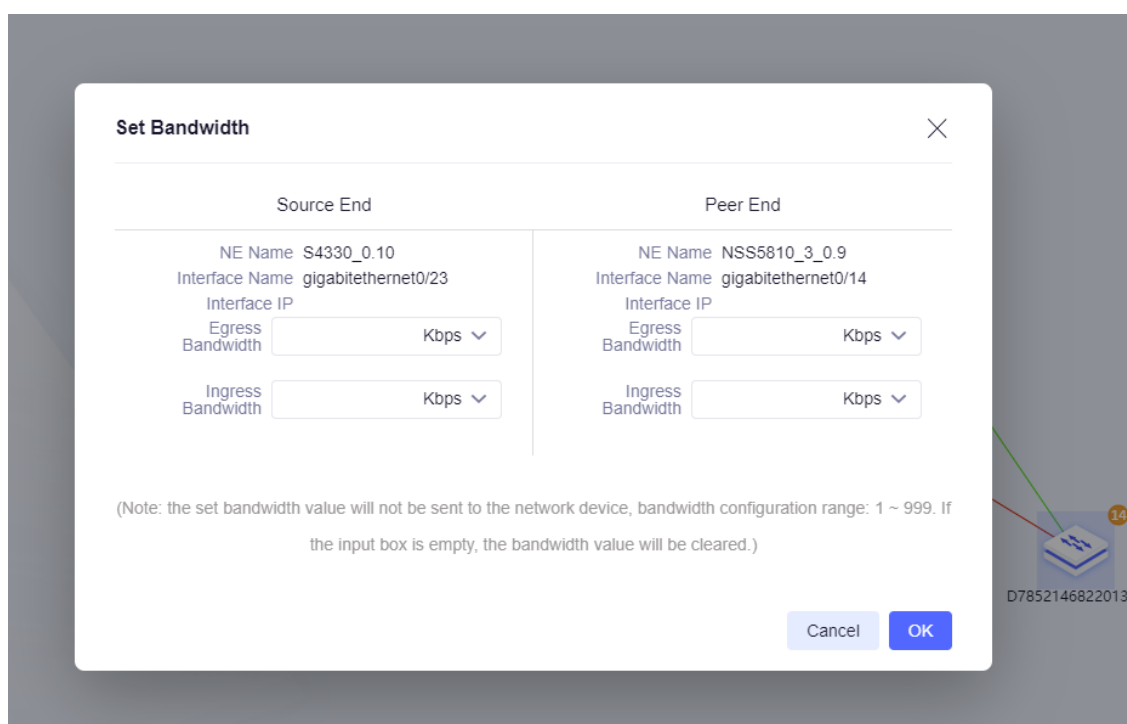 Set Bandwidth
Source End
Peer End
NE Name S4330_0.10
Interface Name gigabitethernet0/23
Interface IP
Egress Bandwidth Kbps
Ingress Bandwidth Kbps
NE Name NSS5810_3_0.9
Interface Name gigabitethernet0/14
Interface IP
Egress Bandwidth Kbps
Ingress Bandwidth Kbps
(Note: the set bandwidth value will not be sent to the network device, bandwidth configuration range: 1 ~ 999. If
the input box is empty, the bandwidth value will be cleared.)
Cancel
OK
14
D7852146822013